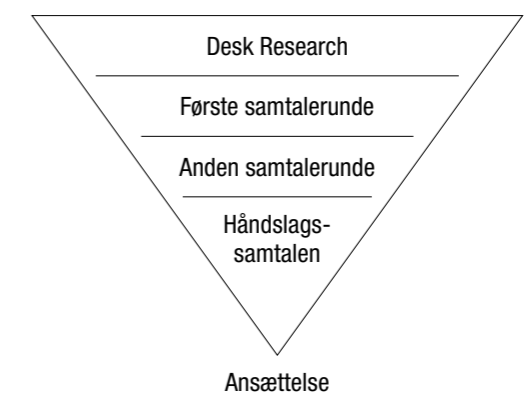 Desk Research
Første samtalerunde
Anden samtalerunde
Håndslags-
samtalen
Ansættelse